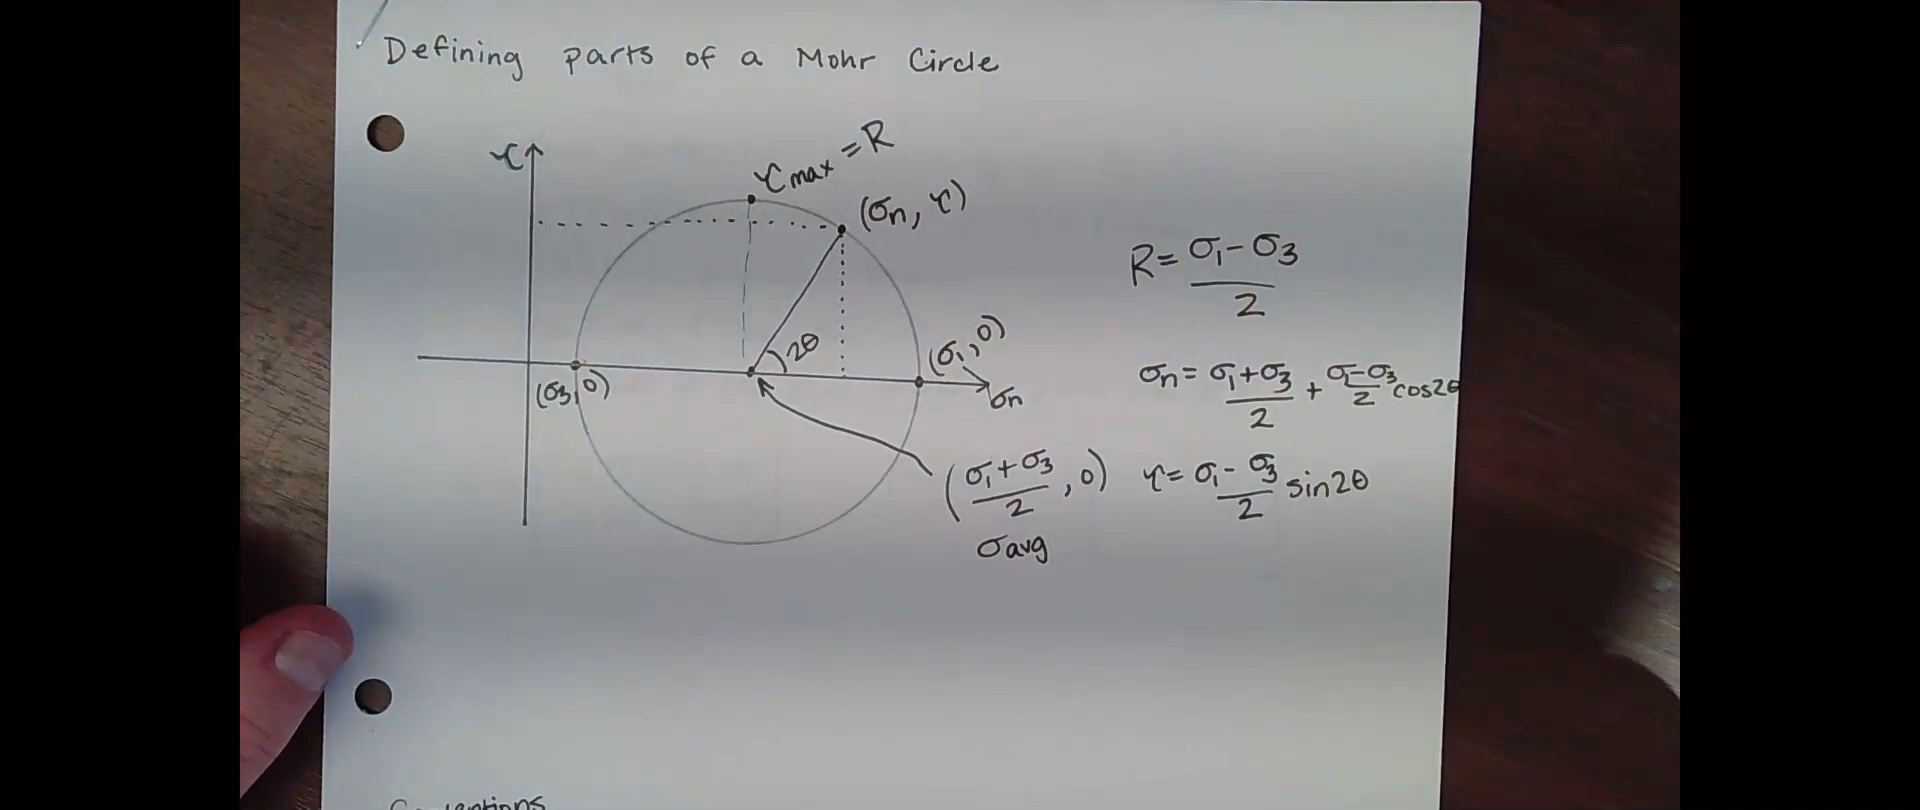 Defining parts of a Mohr Circle
τ
τmax = R
(σn, τ)
R = (σ1 - σ3)/2
2θ
(σ1, 0)
(σ3, 0)
σn
σn = (σ1 + σ3)/2 + (σ1 - σ3)/2 cos2θ
((σ1 + σ3)/2, 0)
τ = (σ1 - σ3)/2 sin2θ
σavg